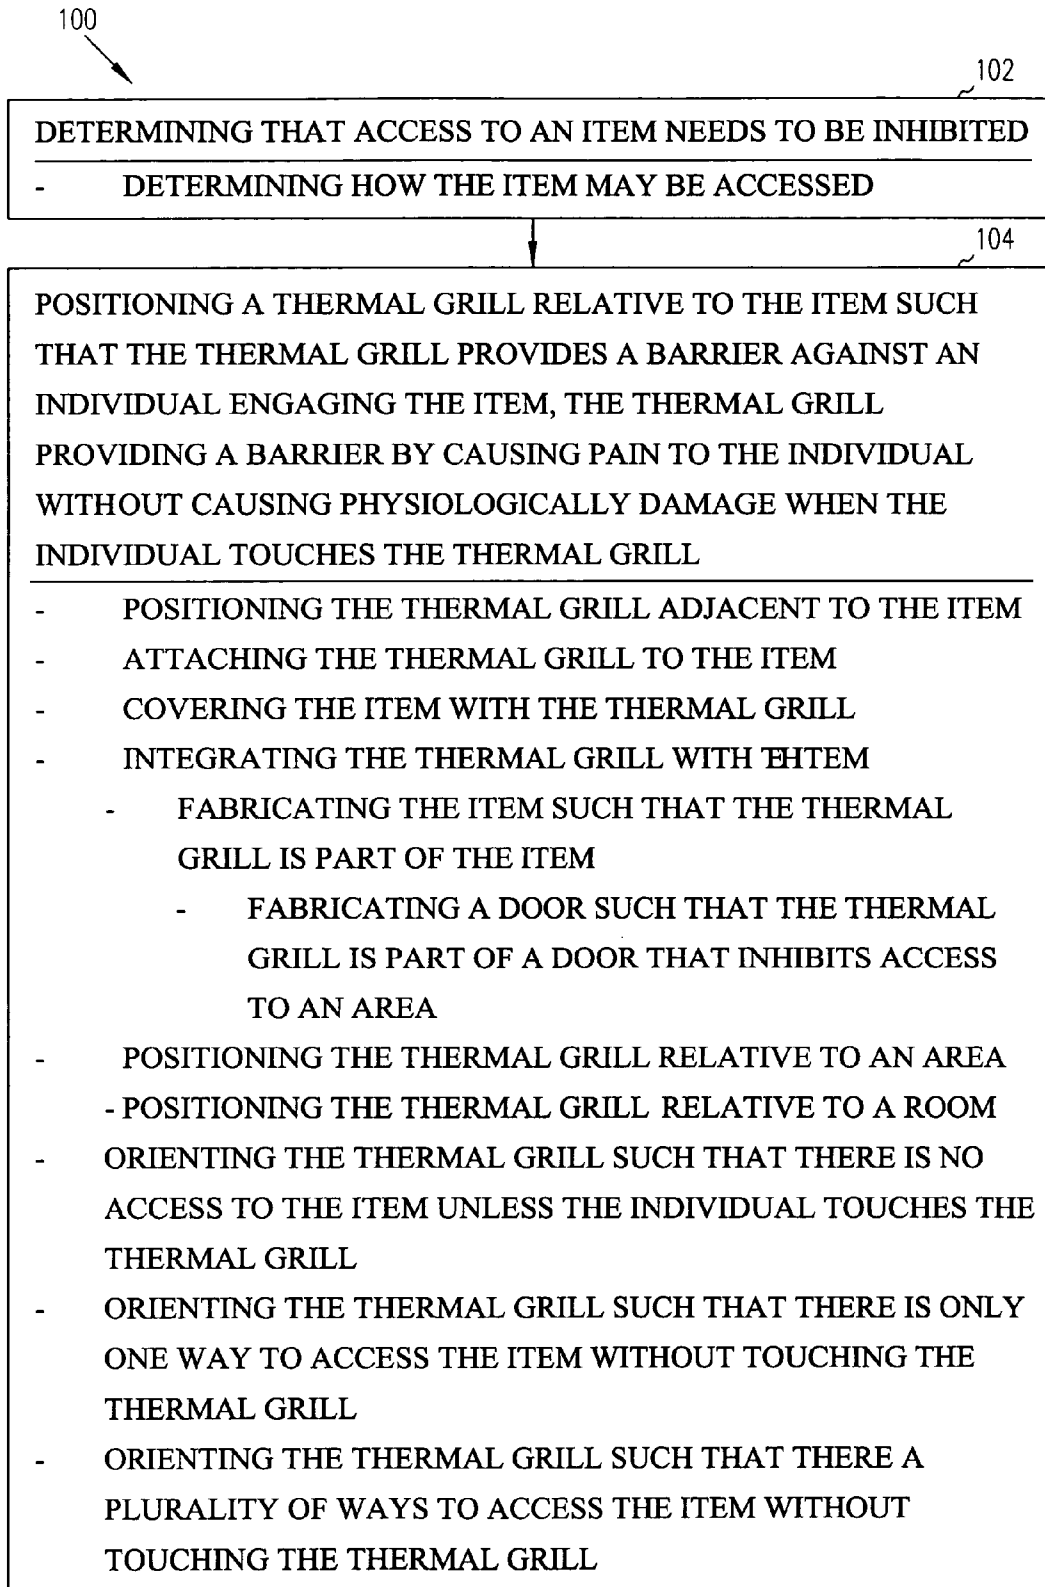 100
102
DETERMINING THAT ACCESS TO AN ITEM NEEDS TO BE INHIBITED
- DETERMINING HOW THE ITEM MAY BE ACCESSED
104
POSITIONING A THERMAL GRILL RELATIVE TO THE ITEM SUCH
THAT THE THERMAL GRILL PROVIDES A BARRIER AGAINST AN
INDIVIDUAL ENGAGING THE ITEM, THE THERMAL GRILL
PROVIDING A BARRIER BY CAUSING PAIN TO THE INDIVIDUAL
WITHOUT CAUSING PHYSIOLOGICALLY DAMAGE WHEN THE
INDIVIDUAL TOUCHES THE THERMAL GRILL
- POSITIONING THE THERMAL GRILL ADJACENT TO THE ITEM
- ATTACHING THE THERMAL GRILL TO THE ITEM
- COVERING THE ITEM WITH THE THERMAL GRILL
- INTEGRATING THE THERMAL GRILL WITH
- FABRICATING THE ITEM SUCH THAT THE THERMAL
GRILL IS PART OF THE ITEM
- FABRICATING A DOOR SUCH THAT THE THERMAL
GRILL IS PART OF A DOOR THAT INHIBITS ACCESS
TO AN AREA
- POSITIONING THE THERMAL GRILL RELATIVE TO AN AREA
- POSITIONING THE THERMAL GRILL RELATIVE TO A ROOM
- ORIENTING THE THERMAL GRILL SUCH THAT THERE IS NO
ACCESS TO THE ITEM UNLESS THE INDIVIDUAL TOUCHES THE
THERMAL GRILL
- ORIENTING THE THERMAL GRILL SUCH THAT THERE IS ONLY
ONE WAY TO ACCESS THE ITEM WITHOUT TOUCHING THE
THERMAL GRILL
- ORIENTING THE THERMAL GRILL SUCH THAT THERE A
PLURALITY OF WAYS TO ACCESS THE ITEM WITHOUT
TOUCHING THE THERMAL GRILL